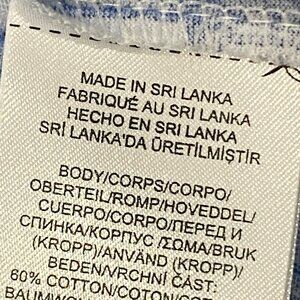 MADE IN SRI LANKA
FABRIQUÉ AU SRI LANKA
HECHO EN SRI LANKA
SRİ LANKA'DA ÜRETİLMİŞTİR
BODY/CORPS/CORPO/
OBERTEIL/ROMP/HOVEDDEL/
CUERPO/CORPO/ПЕРЕД И
СПИНКА/КОРПУС /ΣΩΜΑ/BRUK
(KROPP)/ANVÄND (KROPP)/
BEDEN/VRCHNÍ ČÁST:
60% COTTON/COTON/